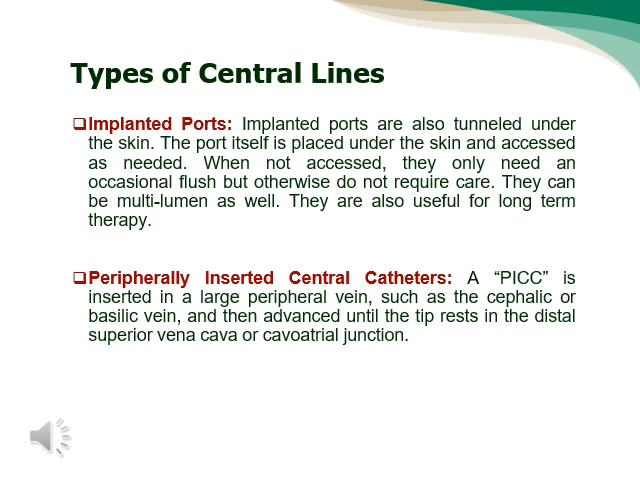 Types of Central Lines
❑Implanted Ports: Implanted ports are also tunneled under
the skin. The port itself is placed under the skin and accessed
as needed. When not accessed, they only need an
occasional flush but otherwise do not require care. They can
be multi-lumen as well. They are also useful for long term
therapy.
❑Peripherally Inserted Central Catheters: A “PICC” is
inserted in a large peripheral vein, such as the cephalic or
basilic vein, and then advanced until the tip rests in the distal
superior vena cava or cavoatrial junction.